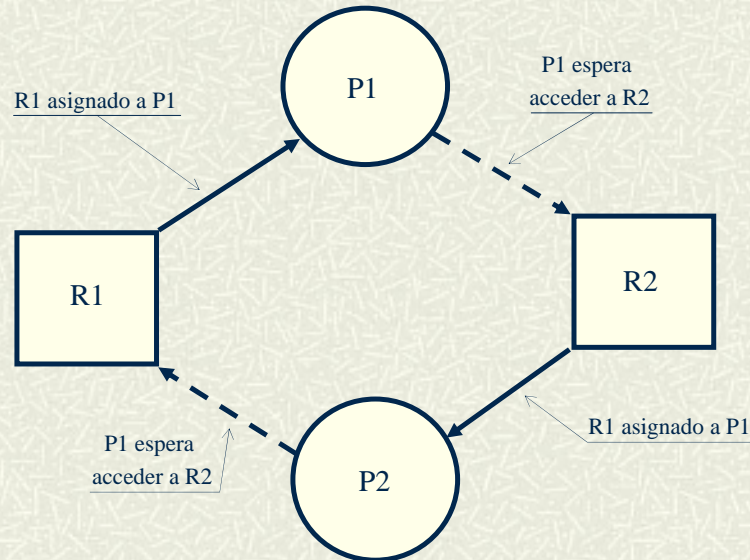 P1
P1 espera
acceder a R2
R1 asignado a P1
R1
R2
R1 asignado a P1
P1 espera
acceder a R2
P2